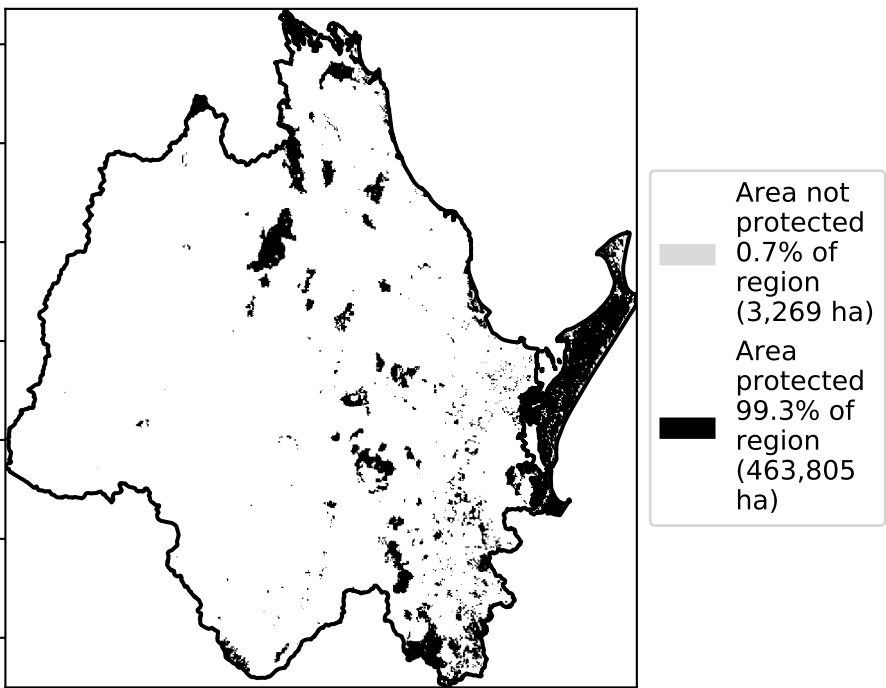 Area not
protected
0.7% of
region
(3,269 ha)
Area
protected
99.3% of
region
(463,805
ha)